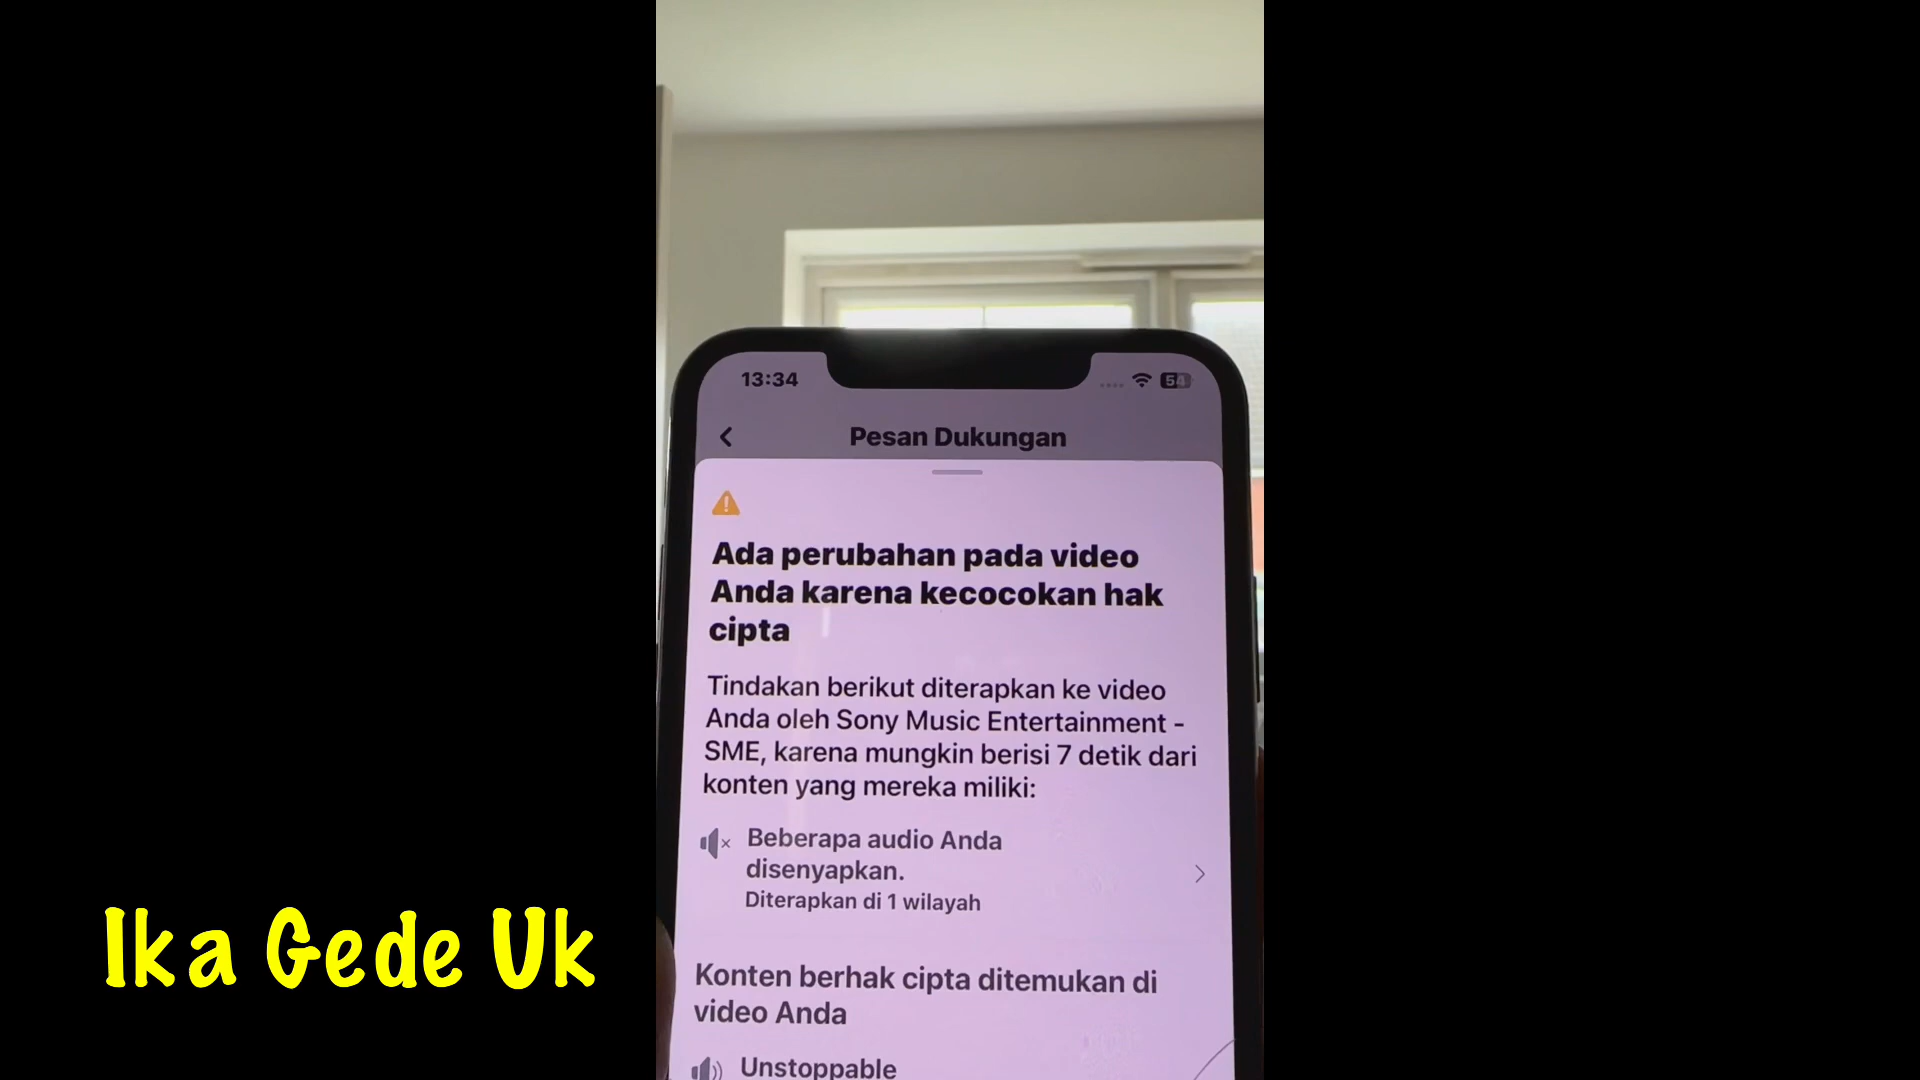 13:34
54
Pesan Dukungan
Ada perubahan pada video
Anda karena kecocokan hak
cipta
Tindakan berikut diterapkan ke video
Anda oleh Sony Music Entertainment -
SME, karena mungkin berisi 7 detik dari
konten yang mereka miliki:
Beberapa audio Anda
disenyapkan.
Diterapkan di 1 wilayah
Konten berhak cipta ditemukan di
video Anda
Unstoppable
Ika Gede Uk